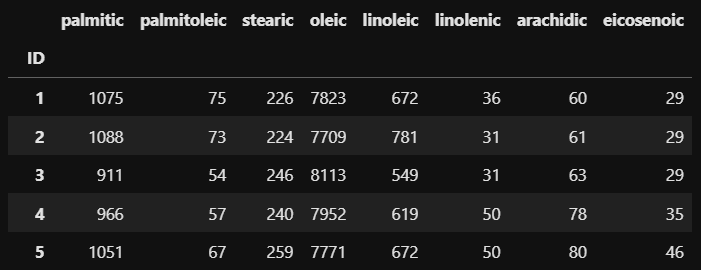 palmitic palmitoleic stearic oleic linoleic linolenic arachidic eicosenoic
ID
1 1075 75 226 7823 672 36 60 29
2 1088 73 224 7709 781 31 61 29
3 911 54 246 8113 549 31 63 29
4 966 57 240 7952 619 50 78 35
5 1051 67 259 7771 672 50 80 46